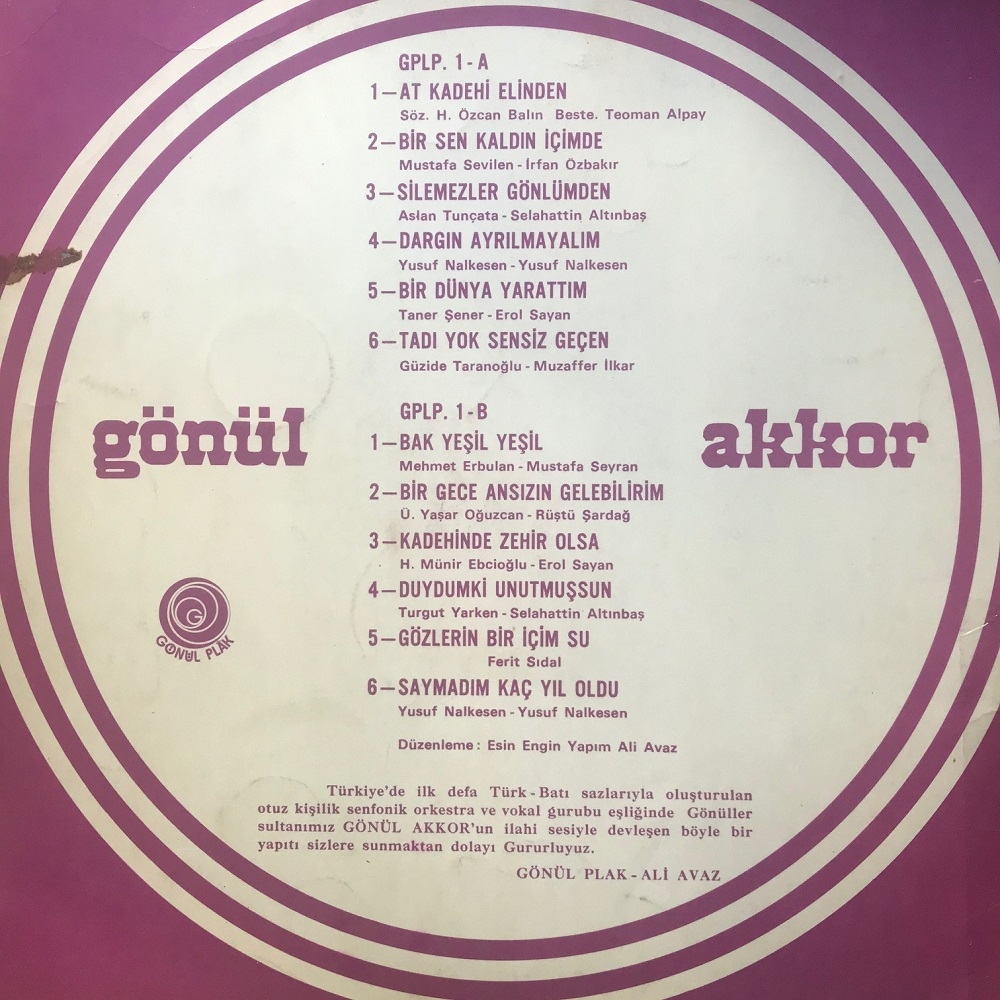 GPLP. 1-A
1—AT KADEHİ ELİNDEN
Söz. H. Özcan Balın Beste. Teoman Alpay
2—BİR SEN KALDIN İÇİMDE
Mustafa Sevilen - İrfan Özbakır
3—SİLEMEZLER GÖNLÜMDEN
Aslan Tunçata - Selahattin Altınbaş
4—DARGIN AYRILMAYALIM
Yusuf Nalkesen - Yusuf Nalkesen
5—BİR DÜNYA YARATTIM
Taner Şener - Erol Sayan
6—TADI YOK SENSİZ GEÇEN
Güzide Taranoğlu - Muzaffer İlkar
gönül
akkor
GPLP. 1-B
1—BAK YEŞİL YEŞİL
Mehmet Erbulan - Mustafa Seyran
2—BİR GECE ANSIZIN GELEBİLİRİM
Ü. Yaşar Oğuzcan - Rüştü Şardağ
3—KADEHİNDE ZEHİR OLSA
H. Münir Ebcioğlu - Erol Sayan
4—DUYDUMKİ UNUTMUŞSUN
Turgut Yarken - Selahattin Altınbaş
5—GÖZLERİN BİR İÇİM SU
Ferit Sıdal
6—SAYMADIM KAÇ YIL OLDU
Yusuf Nalkesen - Yusuf Nalkesen
G
GÖNÜL PLAK
Düzenleme : Esin Engin Yapım Ali Avaz
Türkiye'de ilk defa Türk - Batı sazlarıyla oluşturulan
otuz kişilik senfonik orkestra ve vokal gurubu eşliğinde Gönüller
sultanımız GÖNÜL AKKOR'un ilahi sesiyle devleşen böyle bir
yapıtı sizlere sunmaktan dolayı Gururluyuz.
GÖNÜL PLAK - ALİ AVAZ